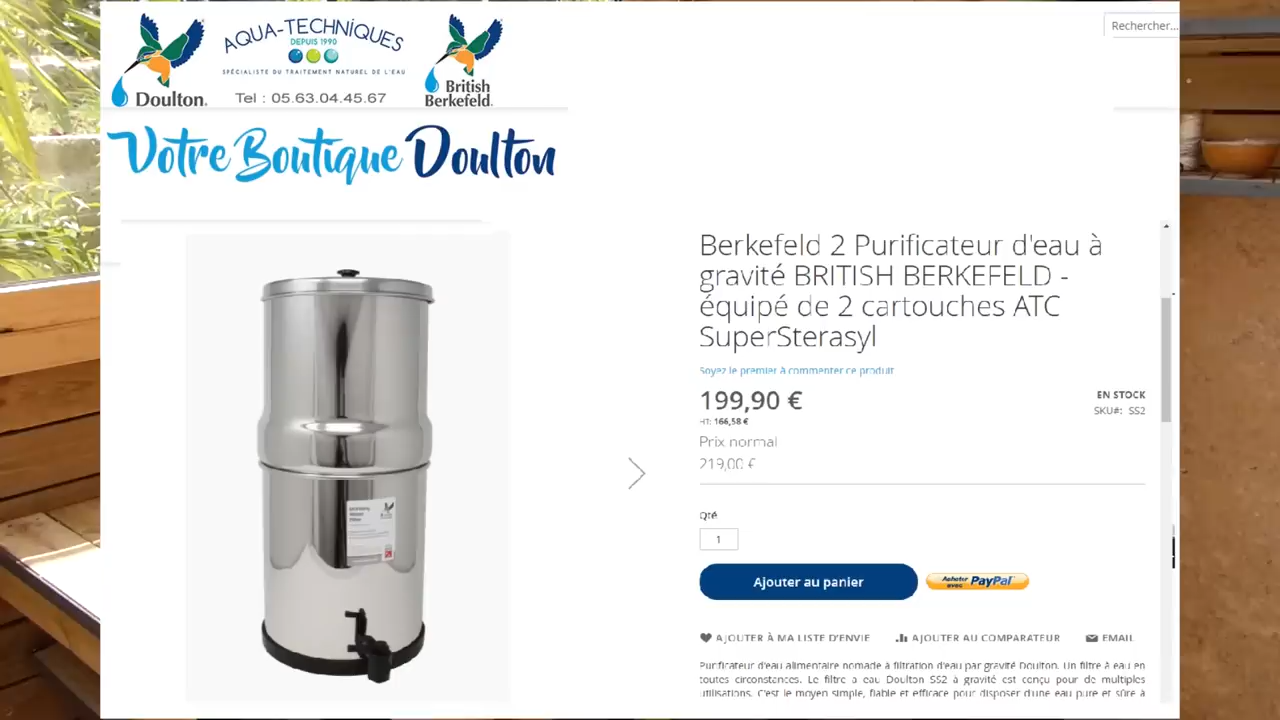 AQUA-TECHNIQUES
DEPUIS 1990
SPÉCIALISTE DU TRAITEMENT NATUREL DE L'EAU
Doulton®
Tel : 05.63.04.45.67
British
Berkefeld®
Rechercher...
Votre Boutique Doulton
Berkefeld 2 Purificateur d'eau à
gravité BRITISH BERKEFELD -
équipé de 2 cartouches ATC
SuperSterasyl
Soyez le premier à commenter ce produit
199,90 €
EN STOCK
HT: 166,58 €
SKU#: SS2
Prix normal
219,00 €
Qté
1
Ajouter au panier
Acheter
avec PayPal
AJOUTER À MA LISTE D'ENVIE
AJOUTER AU COMPARATEUR
EMAIL
Purificateur d'eau alimentaire nomade à filtration d'eau par gravité Doulton. Un filtre à eau en
toutes circonstances. Le filtre à eau Doulton SS2 à gravité est conçu pour de multiples
utilisations. C'est le moyen simple, fiable et efficace pour disposer d'une eau pure et sûre à